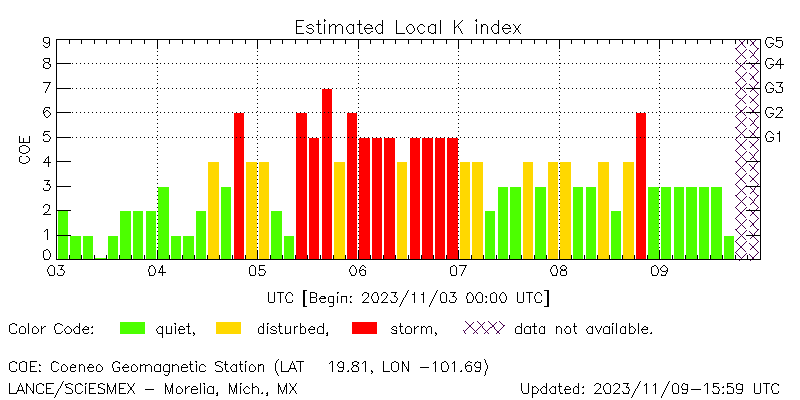 Estimated Local K index
9 G5
8 G4
7 G3
6 G2
5 G1
4
3
2
1
0
COE
03 04 05 06 07 08 09
UTC [Begin: 2023/11/03 00:00 UTC]
Color Code: quiet, disturbed, storm, data not available.
COE: Coeneo Geomagnetic Station (LAT 19.81, LON -101.69)
LANCE/SCiESMEX - Morelia, Mich., MX Updated: 2023/11/09-15:59 UTC